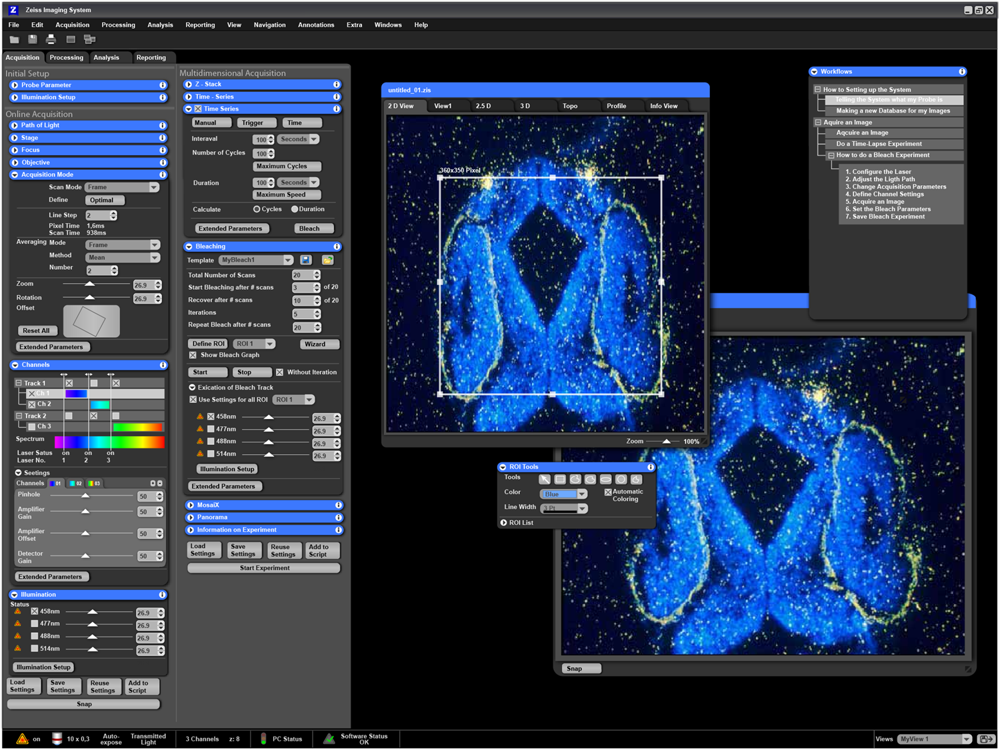 Zeiss Imaging System
File Edit Acquisition Processing Analysis Reporting View Navigation Annotations Extra Windows Help
Acquisition Processing Analysis Reporting
Initial Setup
Probe Parameter
Illumination Setup
Online Acquisition
Path of Light
Stage
Focus
Objective
Acquisition Mode
Scan Mode Frame
Define Optimal
Line Step 2
Pixel Time 1,6ms
Scan Time 938ms
Averaging Mode Frame
Method Mean
Number 2
Zoom 26.9
Rotation 26.9
Offset
Reset All
Extended Parameters
Channels
Track 1
Ch 1
Ch 2
Track 2
Ch 3
Spectrum
Laser Satus on on on
Laser No. 1 2 3
Seetings
Channels 01 02 03
Pinhole 50
Amplifier
Gain 50
Amplifier
Offset 50
Detector
Gain 50
Extended Parameters
Illumination
Status
458nm 26.9
477nm 26.9
488nm 26.9
514nm 26.9
Illumination Setup
Load Settings Save Settings Reuse Settings Add to Script
Snap
Multidimensional Acquisition
Z - Stack
Time - Series
Time Series
Manual Trigger Time
Interaval 100 Seconds
Number of Cycles 100
Maximum Cycles
Duration 100 Seconds
Maximum Speed
Calculate Cycles Duration
Extended Parameters Bleach
Bleaching
Template MyBleach1
Total Number of Scans 20
Start Bleaching after # scans 3 of 20
Recover after # scans 10 of 20
Iterations 5
Repeat Bleach after # scans 20
Define ROI ROI 1 Wizard
Show Bleach Graph
Start Stop Without Iteration
Exication of Bleach Track
Use Settings for all ROI ROI 1
458nm 26.9
477nm 26.9
488nm 26.9
514nm 26.9
Illumination Setup
Extended Parameters
MosaiX
Panorama
Information on Experiment
Load Settings Save Settings Reuse Settings Add to Script
Start Experiment
untitled_01.zis
2 D View View1 2.5 D 3 D Topo Profile Info View
360x350 Pixel
Zoom 100%
ROI Tools
Tools
Color Blue Automatic
Coloring
Line Width 3 Pt
ROI List
Snap
Workflows
How to Setting up the System
Telling the System what my Probe is
Making a new Database for my Images
Aquire an Image
Aqcuire an Image
Do a Time-Lapse Experiment
How to do a Bleach Experiment
1. Configure the Laser
2. Adjust the Ligth Path
3. Change Acquisition Parameters
4. Define Channel Settings
5. Acquire an Image
6. Set the Bleach Parameters
7. Save Bleach Experiment
on 10 x 0,3 Auto-expose Transmitted Light 3 Channels z: 8 PC Status Software Status OK Views MyView 1